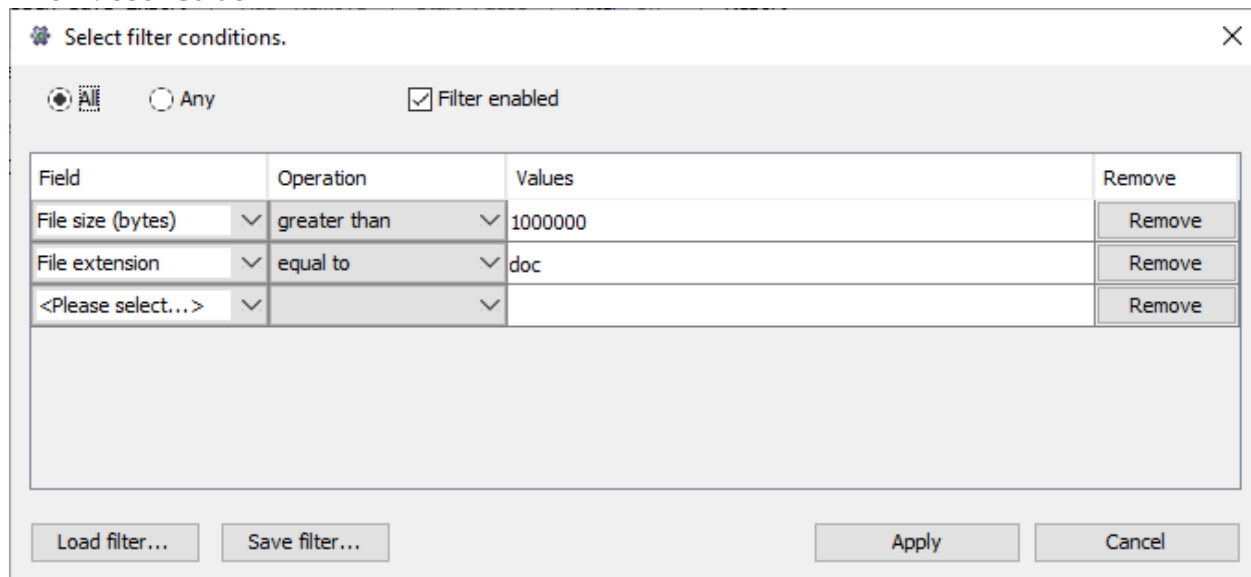 Select filter conditions.
All Any Filter enabled
Field Operation Values Remove
File size (bytes) greater than 1000000 Remove
File extension equal to doc Remove
<Please select...> Remove
Load filter... Save filter... Apply Cancel